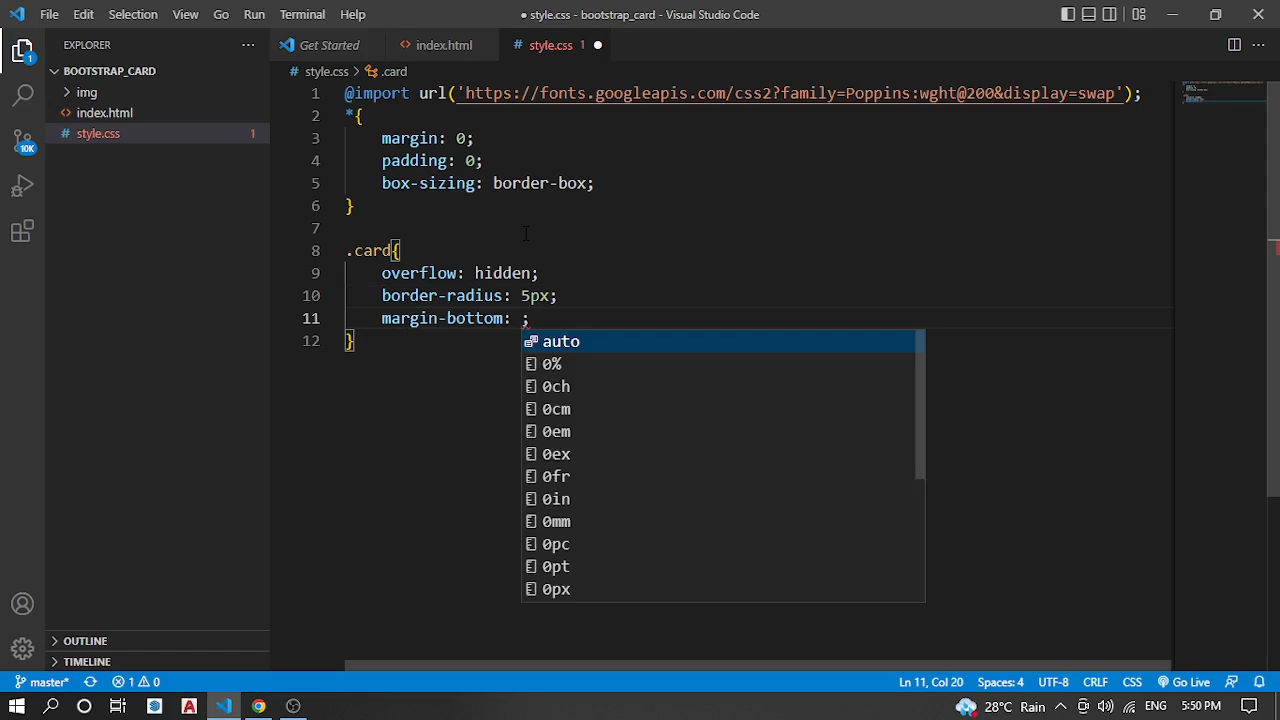 File Edit Selection View Go Run Terminal Help
● style.css - bootstrap_card - Visual Studio Code
EXPLORER
Get Started
index.html
style.css 1
1
BOOTSTRAP_CARD
img
index.html
style.css 1
10K
style.css > .card
1 @import url('https://fonts.googleapis.com/css2?family=Poppins:wght@200&display=swap');
2 *{
3 margin: 0;
4 padding: 0;
5 box-sizing: border-box;
6 }
7
8 .card{
9 overflow: hidden;
10 border-radius: 5px;
11 margin-bottom: ;
12 }
auto
0%
0ch
0cm
0em
0ex
0fr
0in
0mm
0pc
0pt
0px
OUTLINE
TIMELINE
master* 1 0
Ln 11, Col 20 Spaces: 4 UTF-8 CRLF CSS Go Live
28°C Rain ENG 5:50 PM